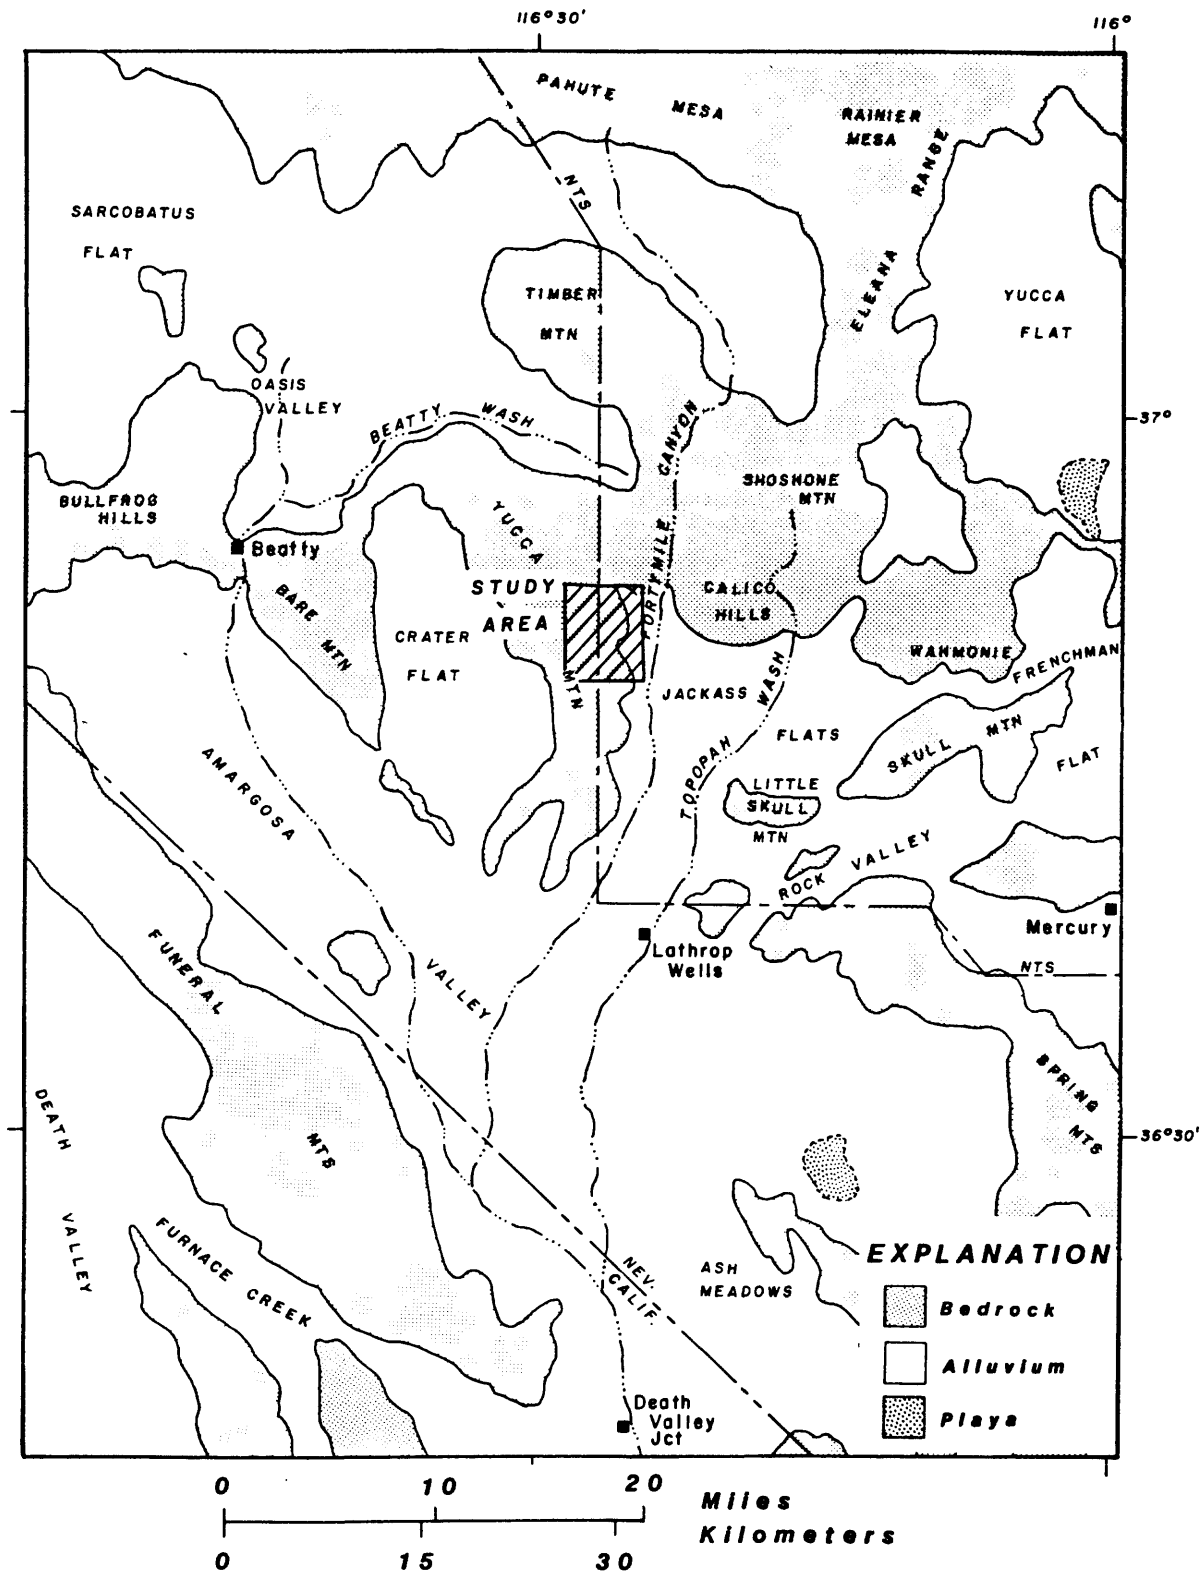 116°30'
116°
PAHUTE MESA
RAINIER
MESA
ELEANA RANGE
NTS
SARCOBATUS
FLAT
TIMBER
MTN
YUCCA
FLAT
OASIS
VALLEY
BEATTY WASH
37°
FORTYMILE CANYON
SHOSHONE
MTN
BULLFROG
HILLS
Beatty
YUCCA MTN
STUDY
AREA
CALICO
HILLS
BARE MTN
CRATER
FLAT
WAHMONIE
FRENCHMAN FLAT
JACKASS FLATS
TOPOPAH WASH
SKULL MTN
AMARGOSA VALLEY
LITTLE
SKULL
MTN
ROCK VALLEY
Mercury
Lathrop
Wells
NTS
FUNERAL MTS
SPRING MTS
DEATH VALLEY
36°30'
FURNACE CREEK
NEV.
CALIF.
ASH
MEADOWS
EXPLANATION
Bedrock
Alluvium
Playa
Death
Valley
Jct
0 10 20
Miles
Kilometers
0 15 30